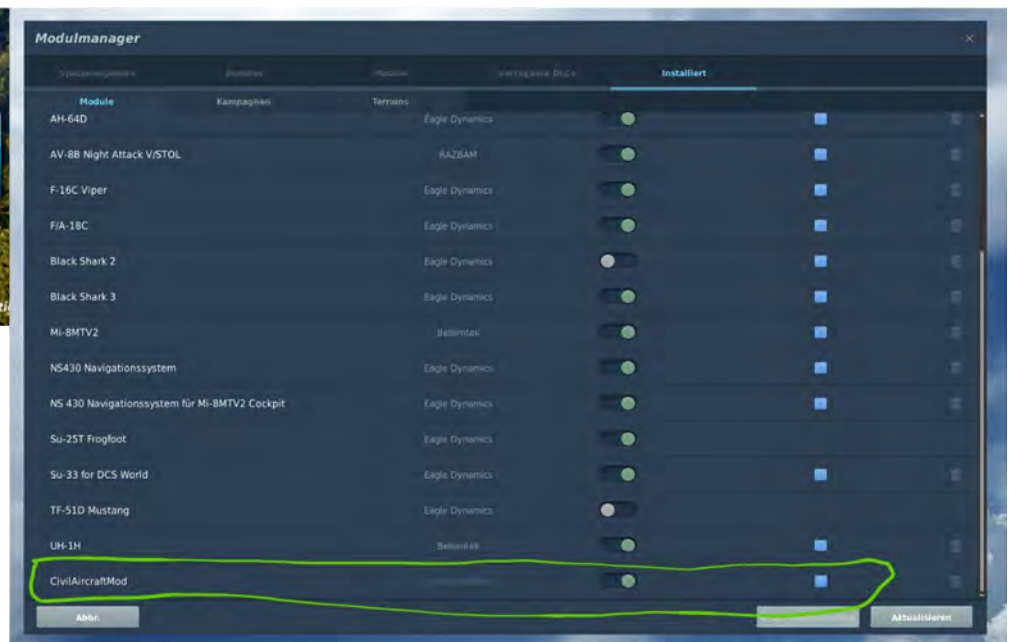 Modulmanager
Installiert
Module Kampagnen Terrains
AH-64D Eagle Dynamics
AV-8B Night Attack V/STOL RAZBAM
F-16C Viper Eagle Dynamics
F/A-18C Eagle Dynamics
Black Shark 2 Eagle Dynamics
Black Shark 3 Eagle Dynamics
Mi-8MTV2 Belsimtek
NS430 Navigationssystem Eagle Dynamics
NS 430 Navigationssystem für Mi-8MTV2 Cockpit Eagle Dynamics
Su-25T Frogfoot Eagle Dynamics
Su-33 for DCS World Eagle Dynamics
TF-51D Mustang Eagle Dynamics
UH-1H Belsimtek
CivilAircraftMod
Abbr. Aktualisieren